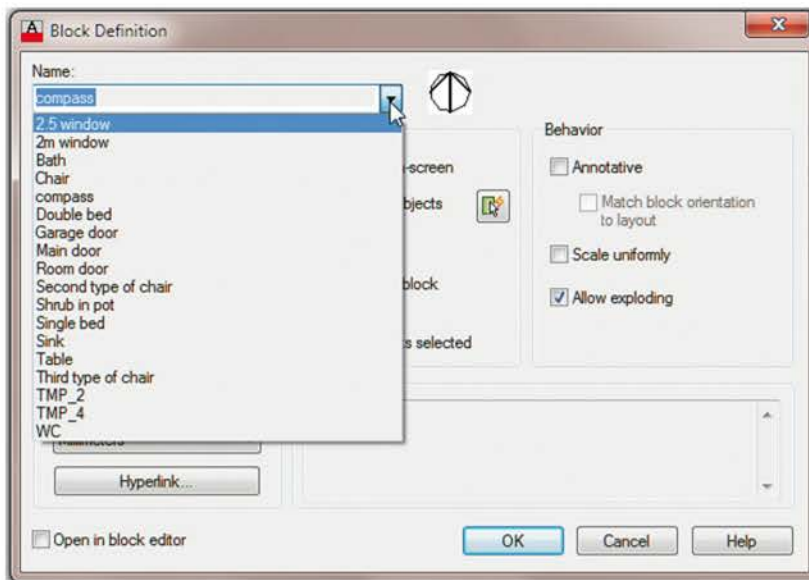 Block Definition
Name:
compass
2.5 window
2m window
Bath
Chair
compass
Double bed
Garage door
Main door
Room door
Second type of chair
Shrub in pot
Single bed
Sink
Table
Third type of chair
TMP_2
TMP_4
WC
-screen
bjects
block
s selected
Behavior
Annotative
Match block orientation
to layout
Scale uniformly
Allow exploding
Hyperlink...
Open in block editor
OK
Cancel
Help